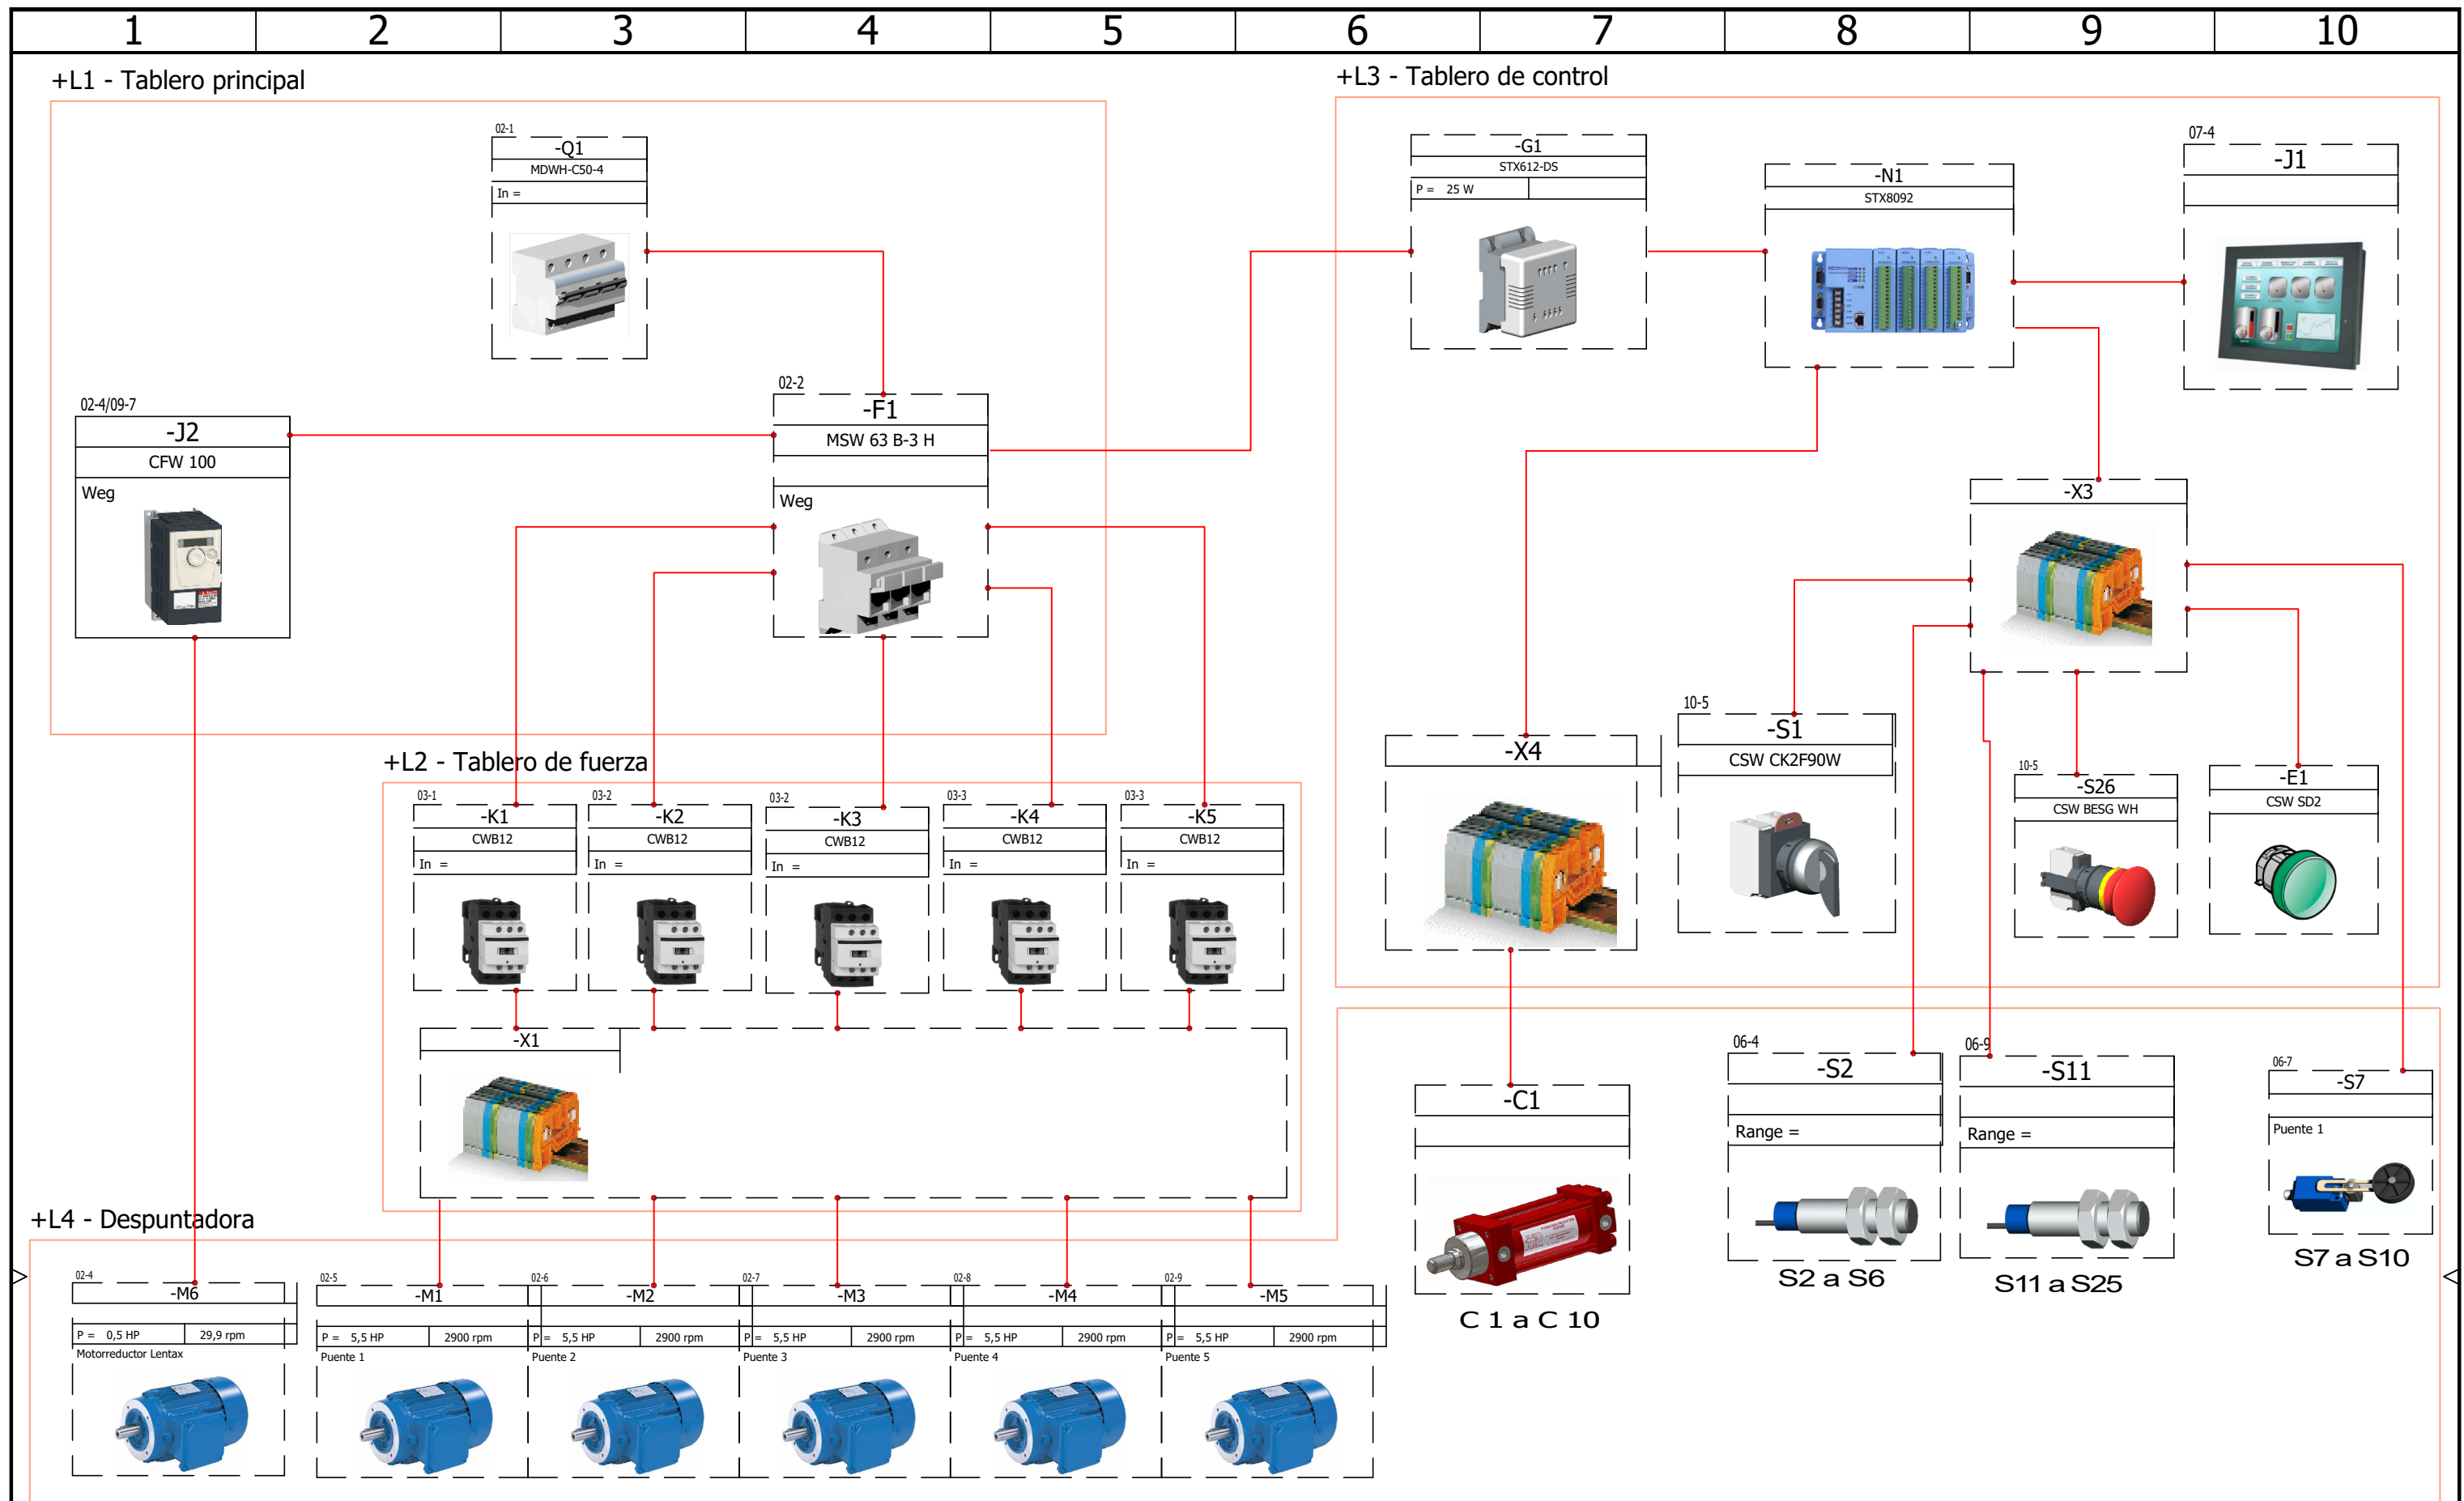 1 2 3 4 5 6 7 8 9 10
+L1 - Tablero principal
02-1
-Q1
MDWH-C50-4
In =
02-4/09-7
-J2
CFW 100
Weg
02-2
-F1
MSW 63 B-3 H
Weg
+L2 - Tablero de fuerza
03-1
-K1
CWB12
In =
03-2
-K2
CWB12
In =
03-2
-K3
CWB12
In =
03-3
-K4
CWB12
In =
03-3
-K5
CWB12
In =
-X1
+L3 - Tablero de control
-G1
STX612-DS
P = 25 W
-N1
STX8092
07-4
-J1
-X3
-X4
10-5
-S1
CSW CK2F90W
10-5
-S26
CSW BESG WH
-E1
CSW SD2
+L4 - Despuntadora
02-4
-M6
P = 0,5 HP 29,9 rpm
Motorreductor Lentax
02-5
-M1
P = 5,5 HP 2900 rpm
Puente 1
02-6
-M2
P = 5,5 HP 2900 rpm
Puente 2
02-7
-M3
P = 5,5 HP 2900 rpm
Puente 3
02-8
-M4
P = 5,5 HP 2900 rpm
Puente 4
02-9
-M5
P = 5,5 HP 2900 rpm
Puente 5
-C1
C 1 a C 10
06-4
-S2
Range =
S2 a S6
06-9
-S11
Range =
S11 a S25
06-7
-S7
Puente 1
S7 a S10